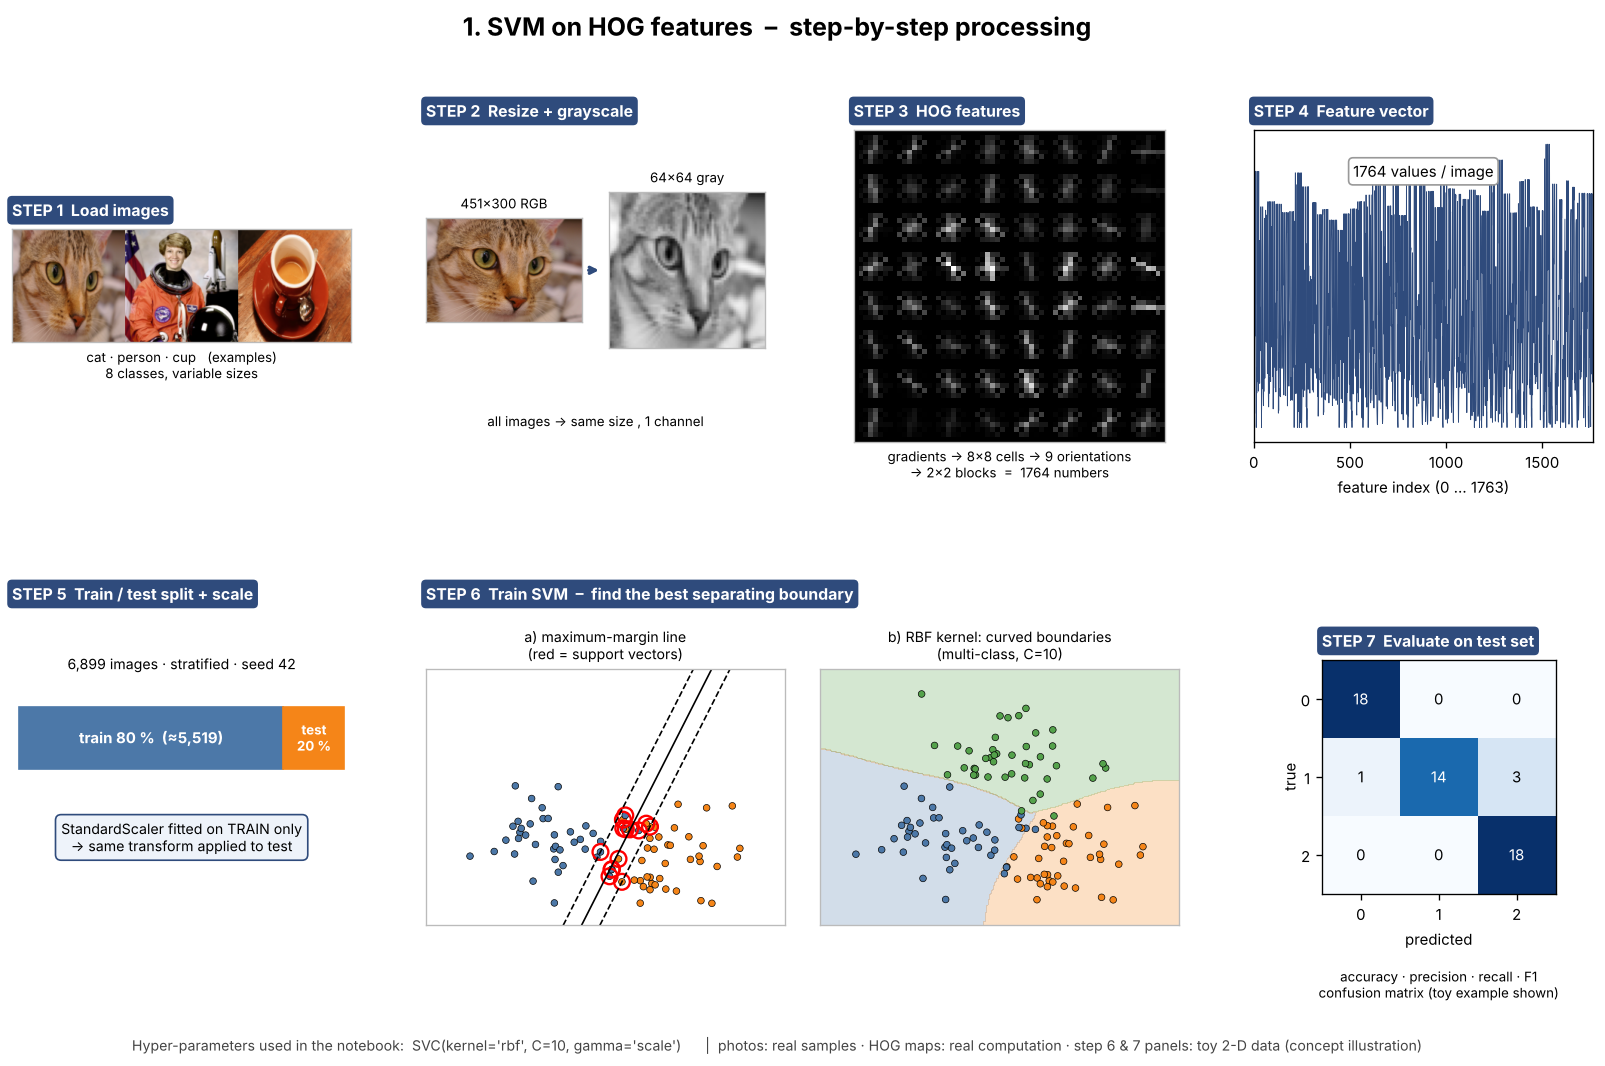 1. SVM on HOG features – step-by-step processing
STEP 1 Load images
cat · person · cup (examples)
8 classes, variable sizes
STEP 2 Resize + grayscale
451×300 RGB
64×64 gray
all images → same size , 1 channel
STEP 3 HOG features
gradients → 8×8 cells → 9 orientations
→ 2×2 blocks = 1764 numbers
STEP 4 Feature vector
1764 values / image
0 500 1000 1500
feature index (0 ... 1763)
STEP 5 Train / test split + scale
6,899 images · stratified · seed 42
train 80 % (≈5,519)
test
20 %
StandardScaler fitted on TRAIN only
→ same transform applied to test
STEP 6 Train SVM – find the best separating boundary
a) maximum-margin line
(red = support vectors)
b) RBF kernel: curved boundaries
(multi-class, C=10)
STEP 7 Evaluate on test set
true
0 18 0 0
1 1 14 3
2 0 0 18
0 1 2
predicted
accuracy · precision · recall · F1
confusion matrix (toy example shown)
Hyper-parameters used in the notebook: SVC(kernel='rbf', C=10, gamma='scale') | photos: real samples · HOG maps: real computation · step 6 & 7 panels: toy 2-D data (concept illustration)